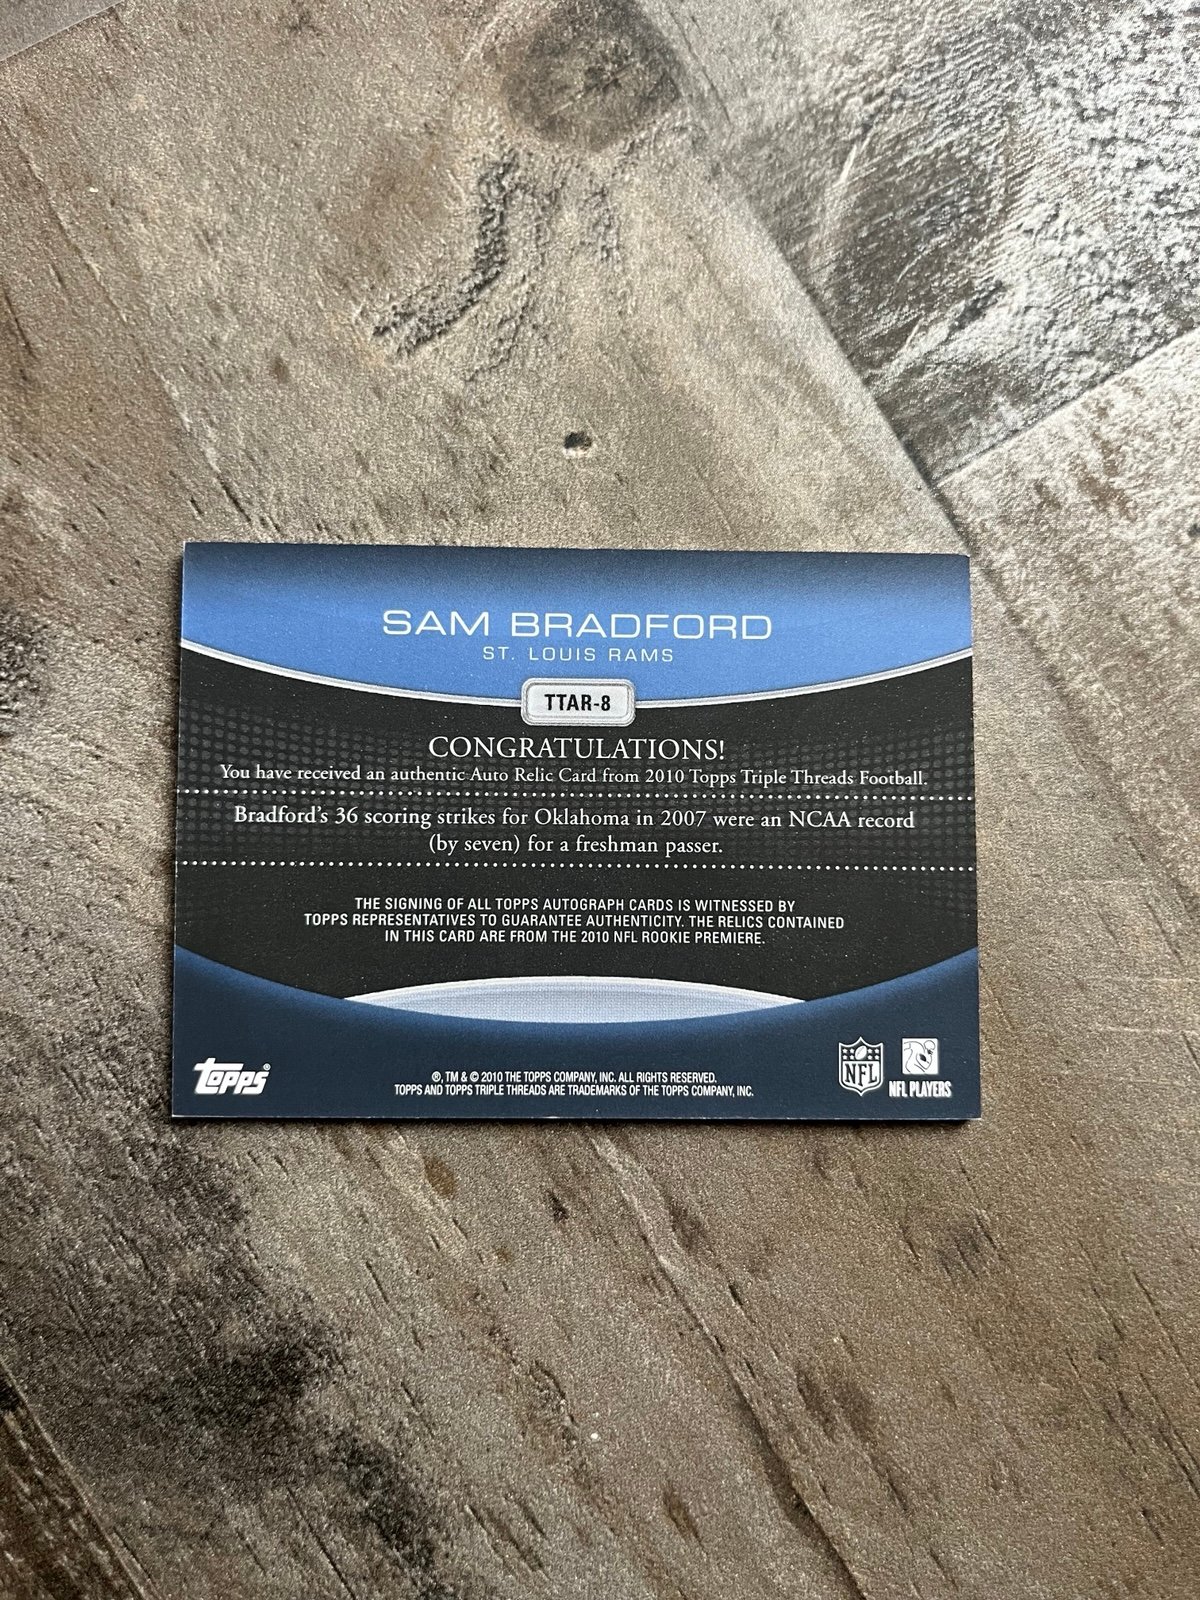 SAM BRADFORD
ST. LOUIS RAMS
TTAR-8
CONGRATULATIONS!
You have received an authentic Auto Relic Card from 2010 Topps Triple Threads Football.
Bradford's 36 scoring strikes for Oklahoma in 2007 were an NCAA record
(by seven) for a freshman passer.
THE SIGNING OF ALL TOPPS AUTOGRAPH CARDS IS WITNESSED BY
TOPPS REPRESENTATIVES TO GUARANTEE AUTHENTICITY. THE RELICS CONTAINED
IN THIS CARD ARE FROM THE 2010 NFL ROOKIE PREMIERE.
topps®
®, TM & © 2010 THE TOPPS COMPANY, INC. ALL RIGHTS RESERVED.
TOPPS AND TOPPS TRIPLE THREADS ARE TRADEMARKS OF THE TOPPS COMPANY, INC.
NFL
NFL PLAYERS